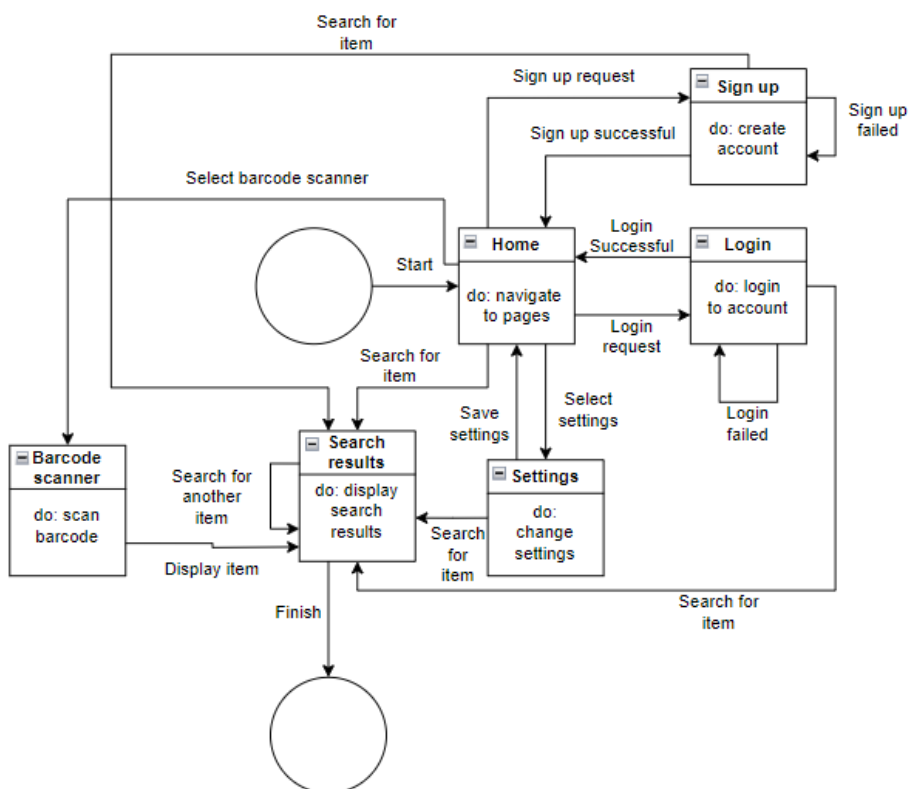 Search for
item
Sign up request
Sign up
Sign up
failed
do: create
account
Sign up successful
Select barcode scanner
Home
Login
Successful
Login
Start
do: navigate
to pages
do: login
to account
Login
request
Search for
item
Save
settings
Select
settings
Login
failed
Barcode
scanner
Search
results
Settings
Search for
another
item
do: display
search
results
do: scan
barcode
do:
change
settings
Search
for
item
Display item
Search for
item
Finish